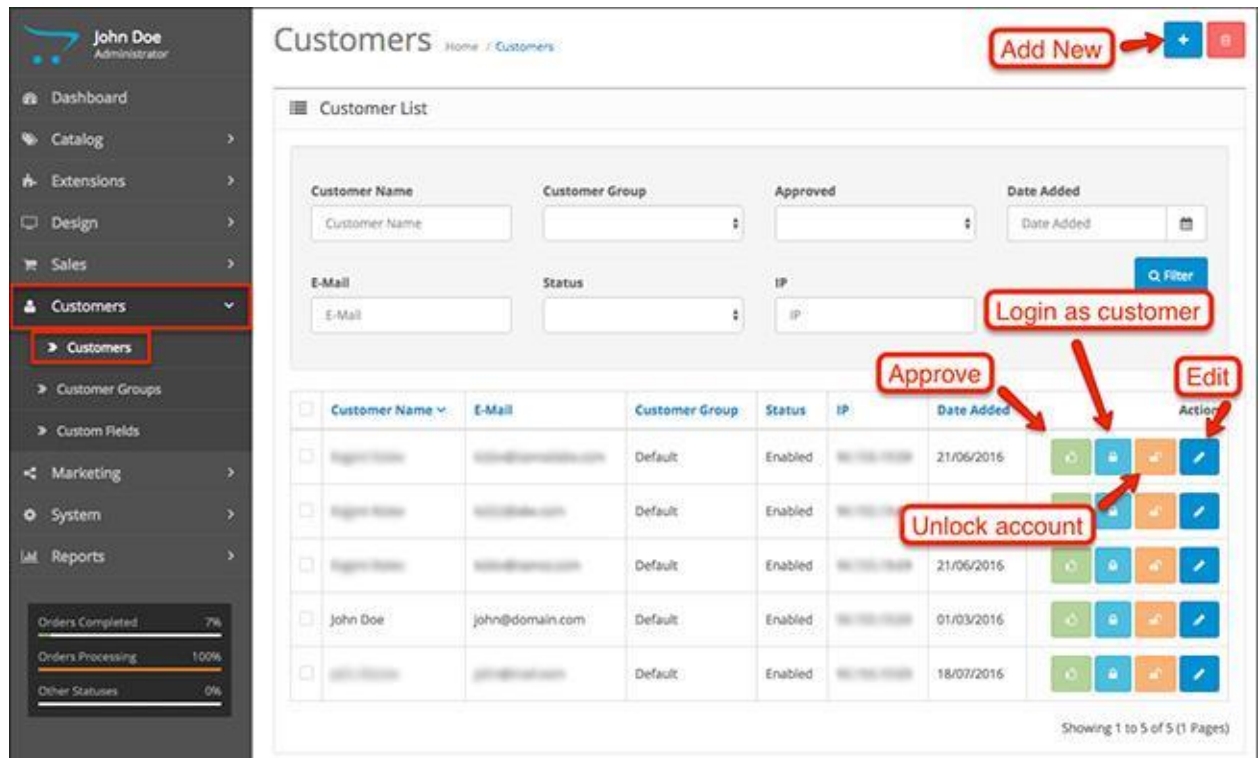 John Doe
Administrator
Dashboard
Catalog
Extensions
Design
Sales
Customers
Customers
Customer Groups
Custom Fields
Marketing
System
Reports
Orders Completed 7%
Orders Processing 100%
Other Statuses 0%
Customers Home / Customers
Add New
Customer List
Customer Name Customer Group Approved Date Added
Customer Name Date Added
Filter
E-Mail Status IP
E-Mail IP
Login as customer
Approve
Edit
Customer Name E-Mail Customer Group Status IP Date Added Action
Default Enabled 21/06/2016
Default Enabled
Unlock account
Default Enabled 21/06/2016
John Doe john@domain.com Default Enabled 01/03/2016
Default Enabled 18/07/2016
Showing 1 to 5 of 5 (1 Pages)